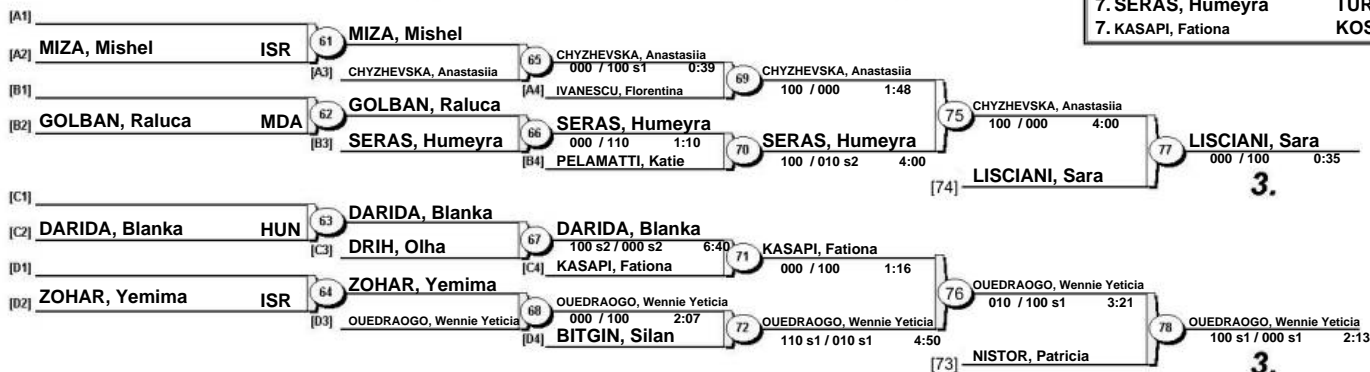 7. SERAS, Humeyra TUR
7. KASAPI, Fationa KOS
[A1]
[A2] MIZA, Mishel ISR
61 MIZA, Mishel
[A3] CHYZHEVSKA, Anastasiia
65 CHYZHEVSKA, Anastasiia
000 / 100 s1 0:39
[A4] IVANESCU, Florentina
69 CHYZHEVSKA, Anastasiia
100 / 000 1:48
[B1]
[B2] GOLBAN, Raluca MDA
62 GOLBAN, Raluca
[B3] SERAS, Humeyra
66 SERAS, Humeyra
000 / 110 1:10
[B4] PELAMATTI, Katie
70 SERAS, Humeyra
100 / 010 s2 4:00
75 CHYZHEVSKA, Anastasiia
100 / 000 4:00
[74] LISCIANI, Sara
77 LISCIANI, Sara
000 / 100 0:35
3.
[C1]
[C2] DARIDA, Blanka HUN
63 DARIDA, Blanka
[C3] DRIH, Olha
67 DARIDA, Blanka
100 s2 / 000 s2 6:40
[C4] KASAPI, Fationa
71 KASAPI, Fationa
000 / 100 1:16
[D1]
[D2] ZOHAR, Yemima ISR
64 ZOHAR, Yemima
[D3] OUEDRAOGO, Wennie Yeticia
68 OUEDRAOGO, Wennie Yeticia
000 / 100 2:07
[D4] BITGIN, Silan
72 OUEDRAOGO, Wennie Yeticia
110 s1 / 010 s1 4:50
76 OUEDRAOGO, Wennie Yeticia
010 / 100 s1 3:21
[73] NISTOR, Patricia
78 OUEDRAOGO, Wennie Yeticia
100 s1 / 000 s1 2:13
3.